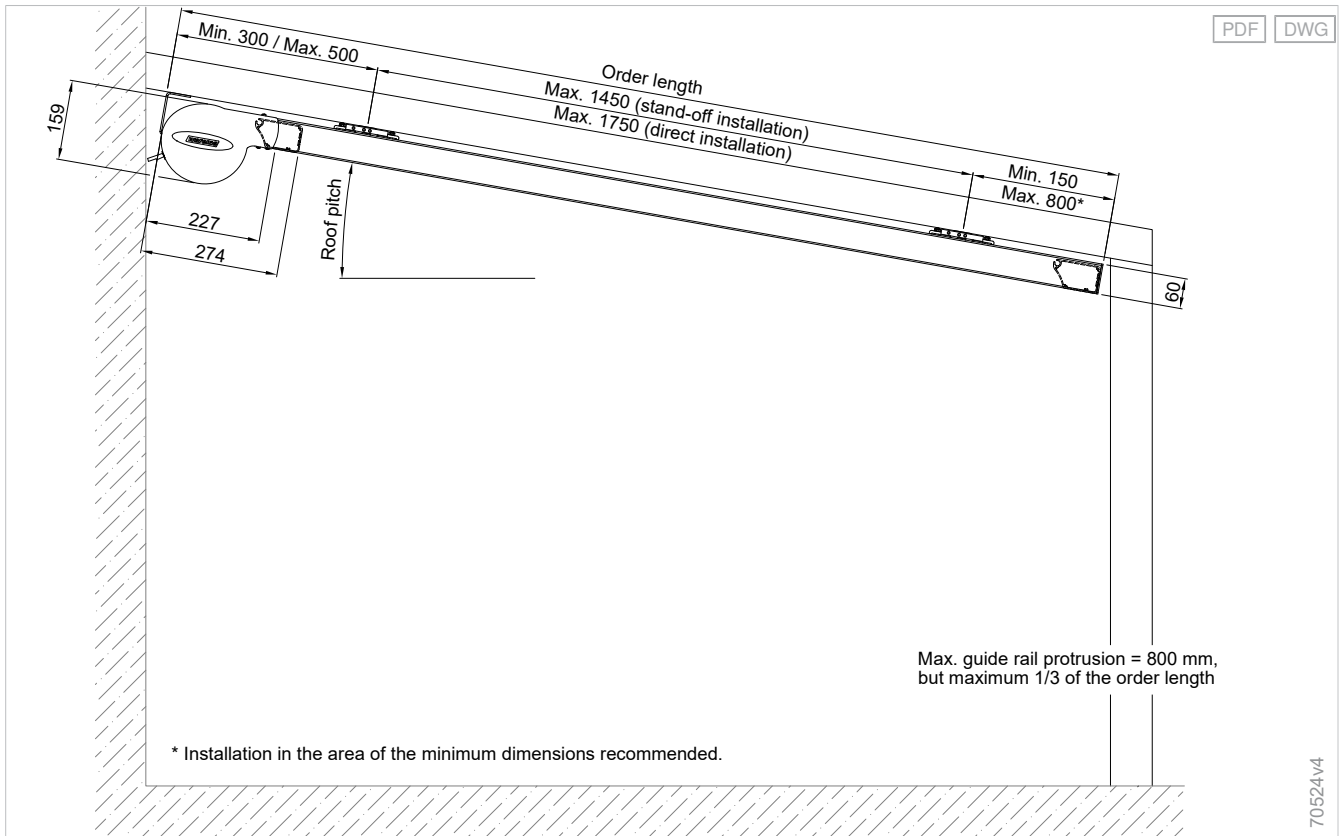 PDF DWG
Order length
Min. 300 / Max. 500
Max. 1450 (stand-off installation)
Max. 1750 (direct installation)
Min. 150
Max. 800*
159
227
274
Roof pitch
60
Max. guide rail protrusion = 800 mm,
but maximum 1/3 of the order length
* Installation in the area of the minimum dimensions recommended.
70524v4